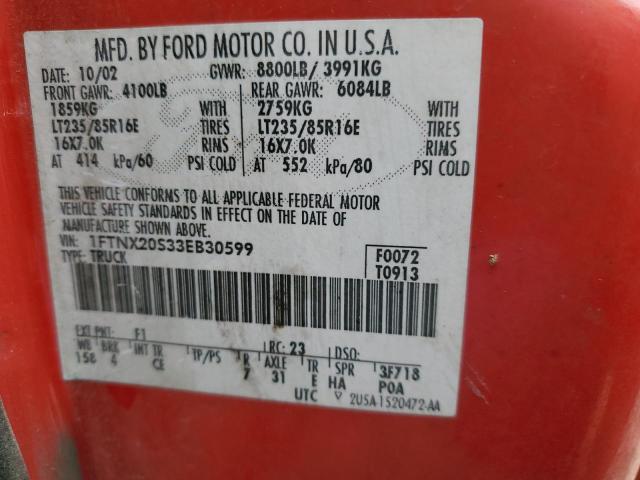 MFD. BY FORD MOTOR CO. IN U.S.A.
DATE: 10/02 GVWR: 8800LB/ 3991KG
FRONT GAWR: 4100LB REAR GAWR: 6084LB
1859KG WITH 2759KG WITH
LT235/85R16E TIRES LT235/85R16E TIRES
16X7.0K RIMS 16X7.0K RIMS
AT 414 kPa/60 PSI COLD AT 552 kPa/80 PSI COLD
THIS VEHICLE CONFORMS TO ALL APPLICABLE FEDERAL MOTOR
VEHICLE SAFETY STANDARDS IN EFFECT ON THE DATE OF
MANUFACTURE SHOWN ABOVE.
VIN: 1FTNX20S33EB30599 F0072
TYPE: TRUCK T0913
EXT PNT: F1 RC: 23 DSO:
WB BRK INT TR TP/PS R AXLE TR SPR 3F718
158 4 CE 7 31 E HA POA
UTC 2U5A-1520472-AA